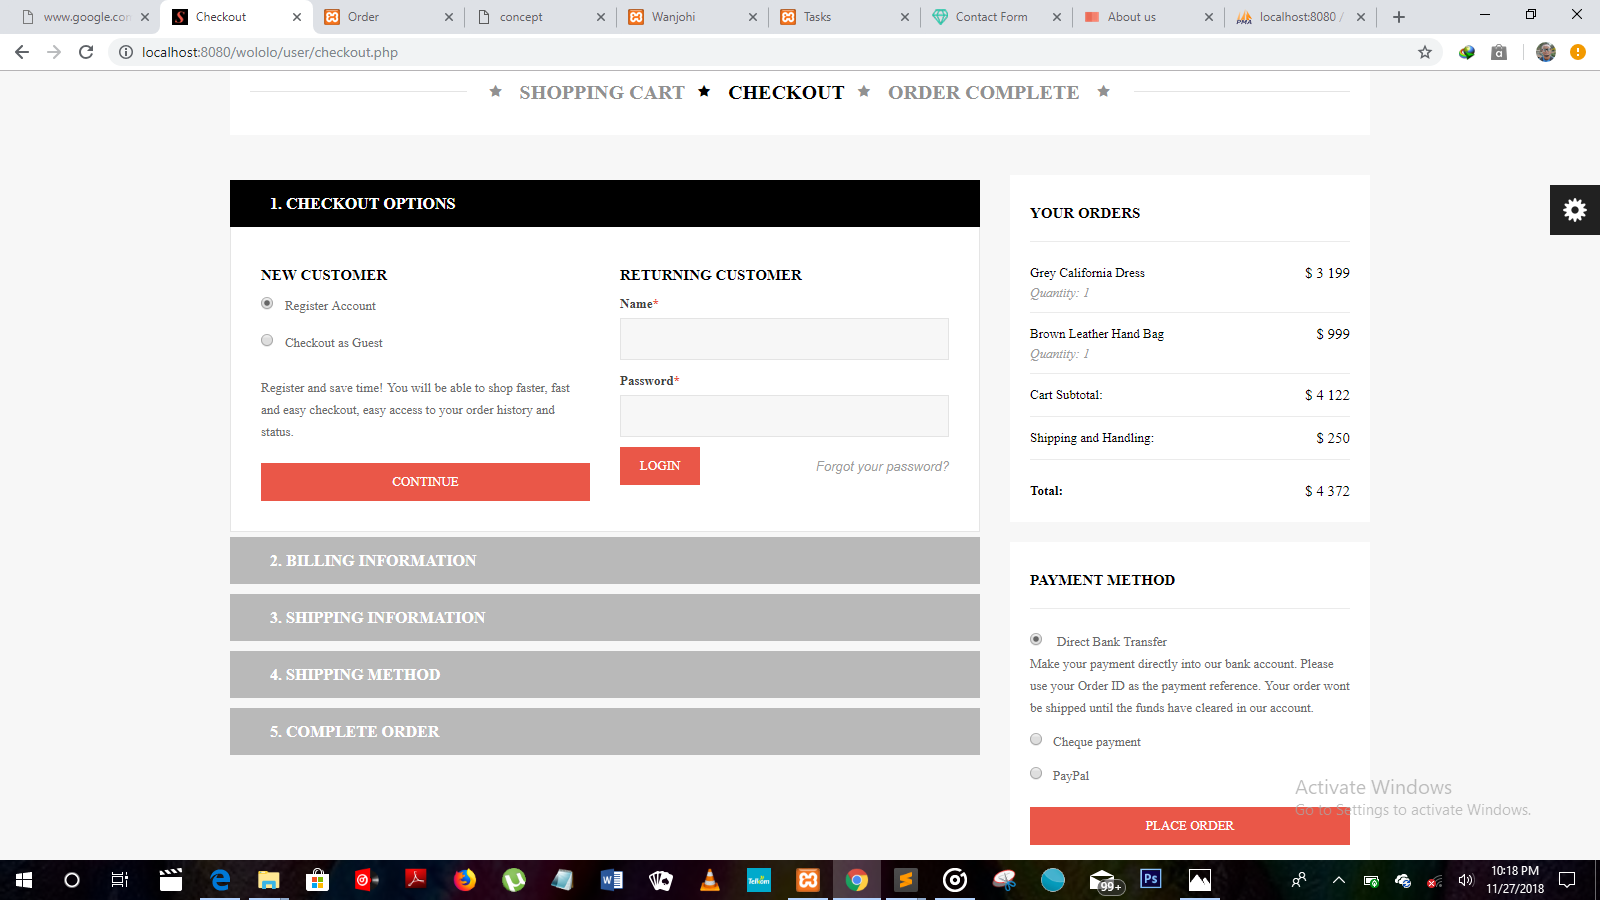 www.google.com
Checkout
Order
concept
Wanjohi
Tasks
Contact Form
About us
localhost:8080 /
localhost:8080/wololo/user/checkout.php
SHOPPING CART
CHECKOUT
ORDER COMPLETE
1. CHECKOUT OPTIONS
NEW CUSTOMER
Register Account
Checkout as Guest
Register and save time! You will be able to shop faster, fast
and easy checkout, easy access to your order history and
status.
CONTINUE
RETURNING CUSTOMER
Name*
Password*
LOGIN
Forgot your password?
2. BILLING INFORMATION
3. SHIPPING INFORMATION
4. SHIPPING METHOD
5. COMPLETE ORDER
YOUR ORDERS
Grey California Dress $ 3 199
Quantity: 1
Brown Leather Hand Bag $ 999
Quantity: 1
Cart Subtotal: $ 4 122
Shipping and Handling: $ 250
Total: $ 4 372
PAYMENT METHOD
Direct Bank Transfer
Make your payment directly into our bank account. Please
use your Order ID as the payment reference. Your order wont
be shipped until the funds have cleared in our account.
Cheque payment
PayPal
PLACE ORDER
Activate Windows
Go to Settings to activate Windows.
Telkom
99+
Ps
10:18 PM
11/27/2018